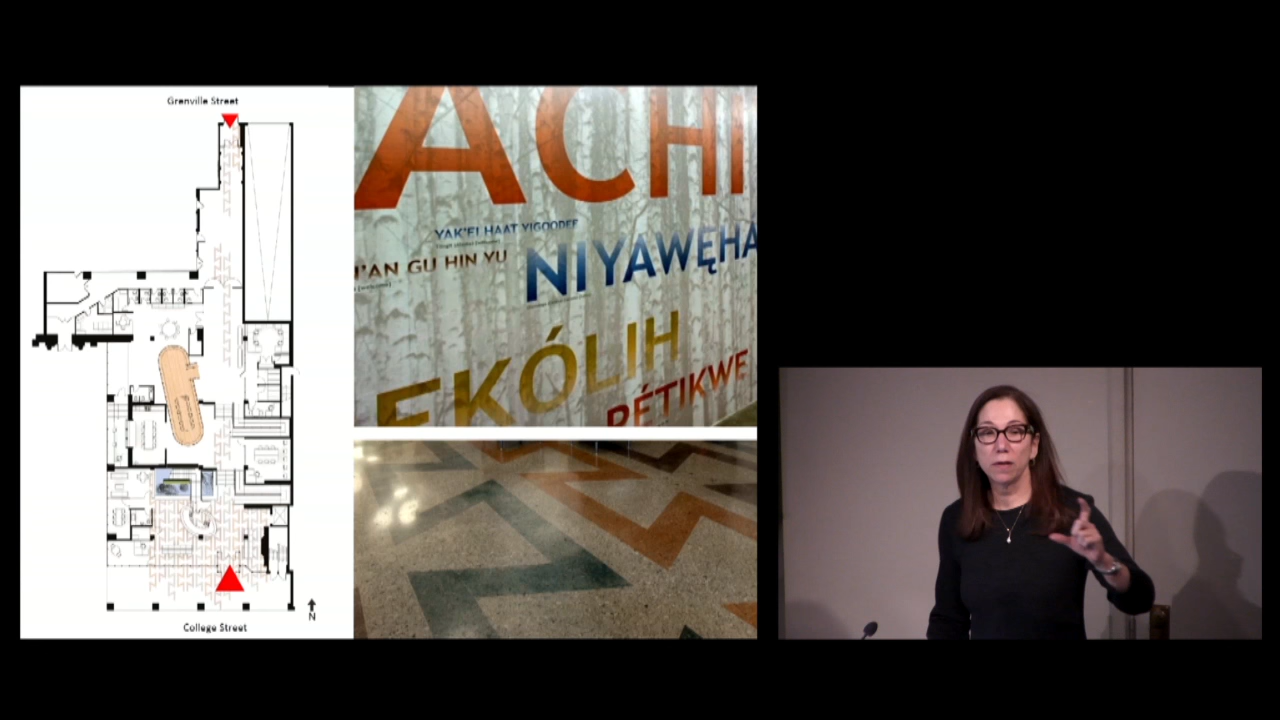 Grenville Street
N
College Street
ACHI
YAK'EI HAAT YIGOODEE
'AN GU HIN YU
NIYAWĘHA
EKÓLIH
PÉTIKWE